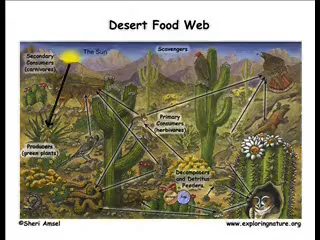 Desert Food Web
Secondary
Consumers
(carnivores)
The Sun
Scavengers
Primary
Consumers
(herbivores)
Producers
(green plants)
Decomposers
and Detritus
Feeders
©Sheri Amsel
www.exploringnature.org